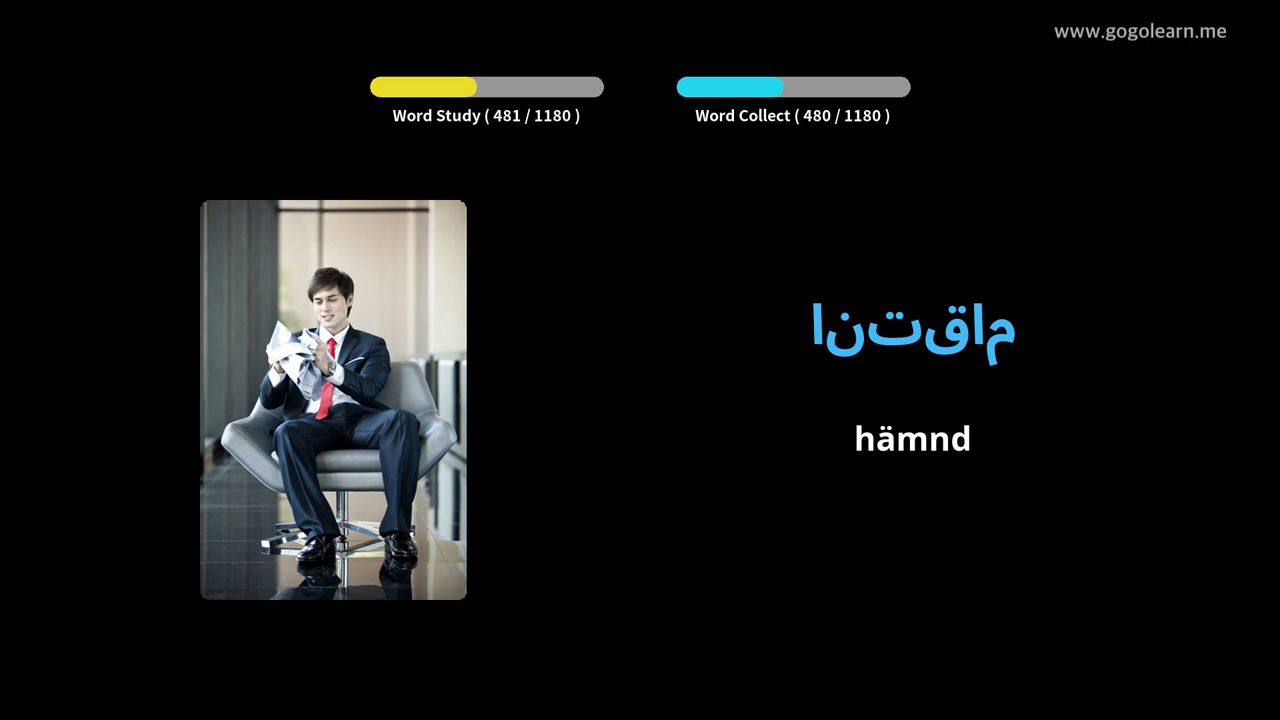 www.gogolearn.me
Word Study ( 481 / 1180 )
Word Collect ( 480 / 1180 )
انتقام
hämnd